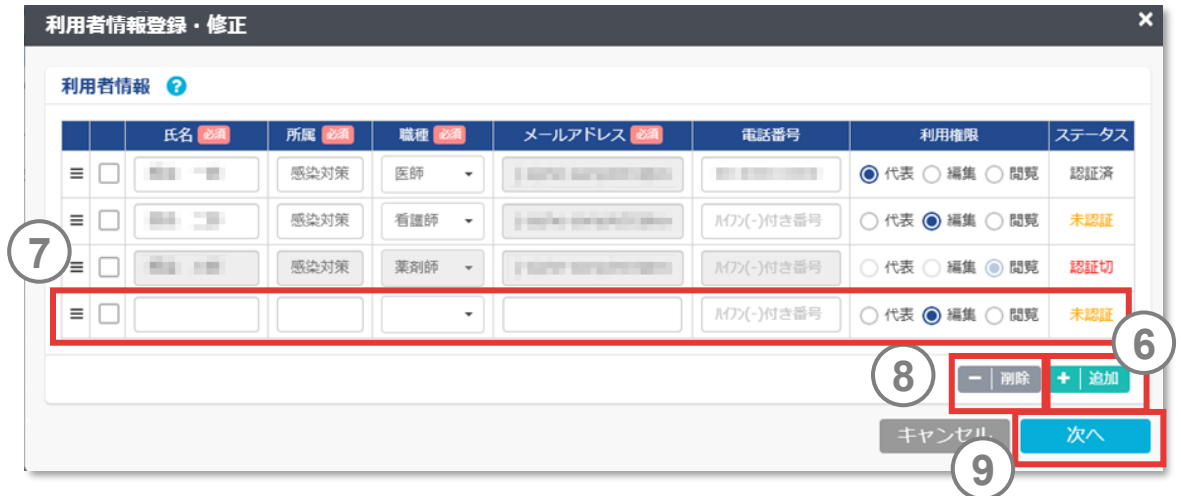 利用者情報登録・修正 ×
利用者情報 ?
氏名 必須 所属 必須 職種 必須 メールアドレス 必須 電話番号 利用権限 ステータス
感染対策 医師 代表 編集 閲覧 認証済
感染対策 看護師 ﾊｲﾌﾝ(-)付き番号 代表 編集 閲覧 未認証
7
感染対策 薬剤師 ﾊｲﾌﾝ(-)付き番号 代表 編集 閲覧 認証切
ﾊｲﾌﾝ(-)付き番号 代表 編集 閲覧 未認証
6
8 − 削除 + 追加
キャンセル 次へ
9